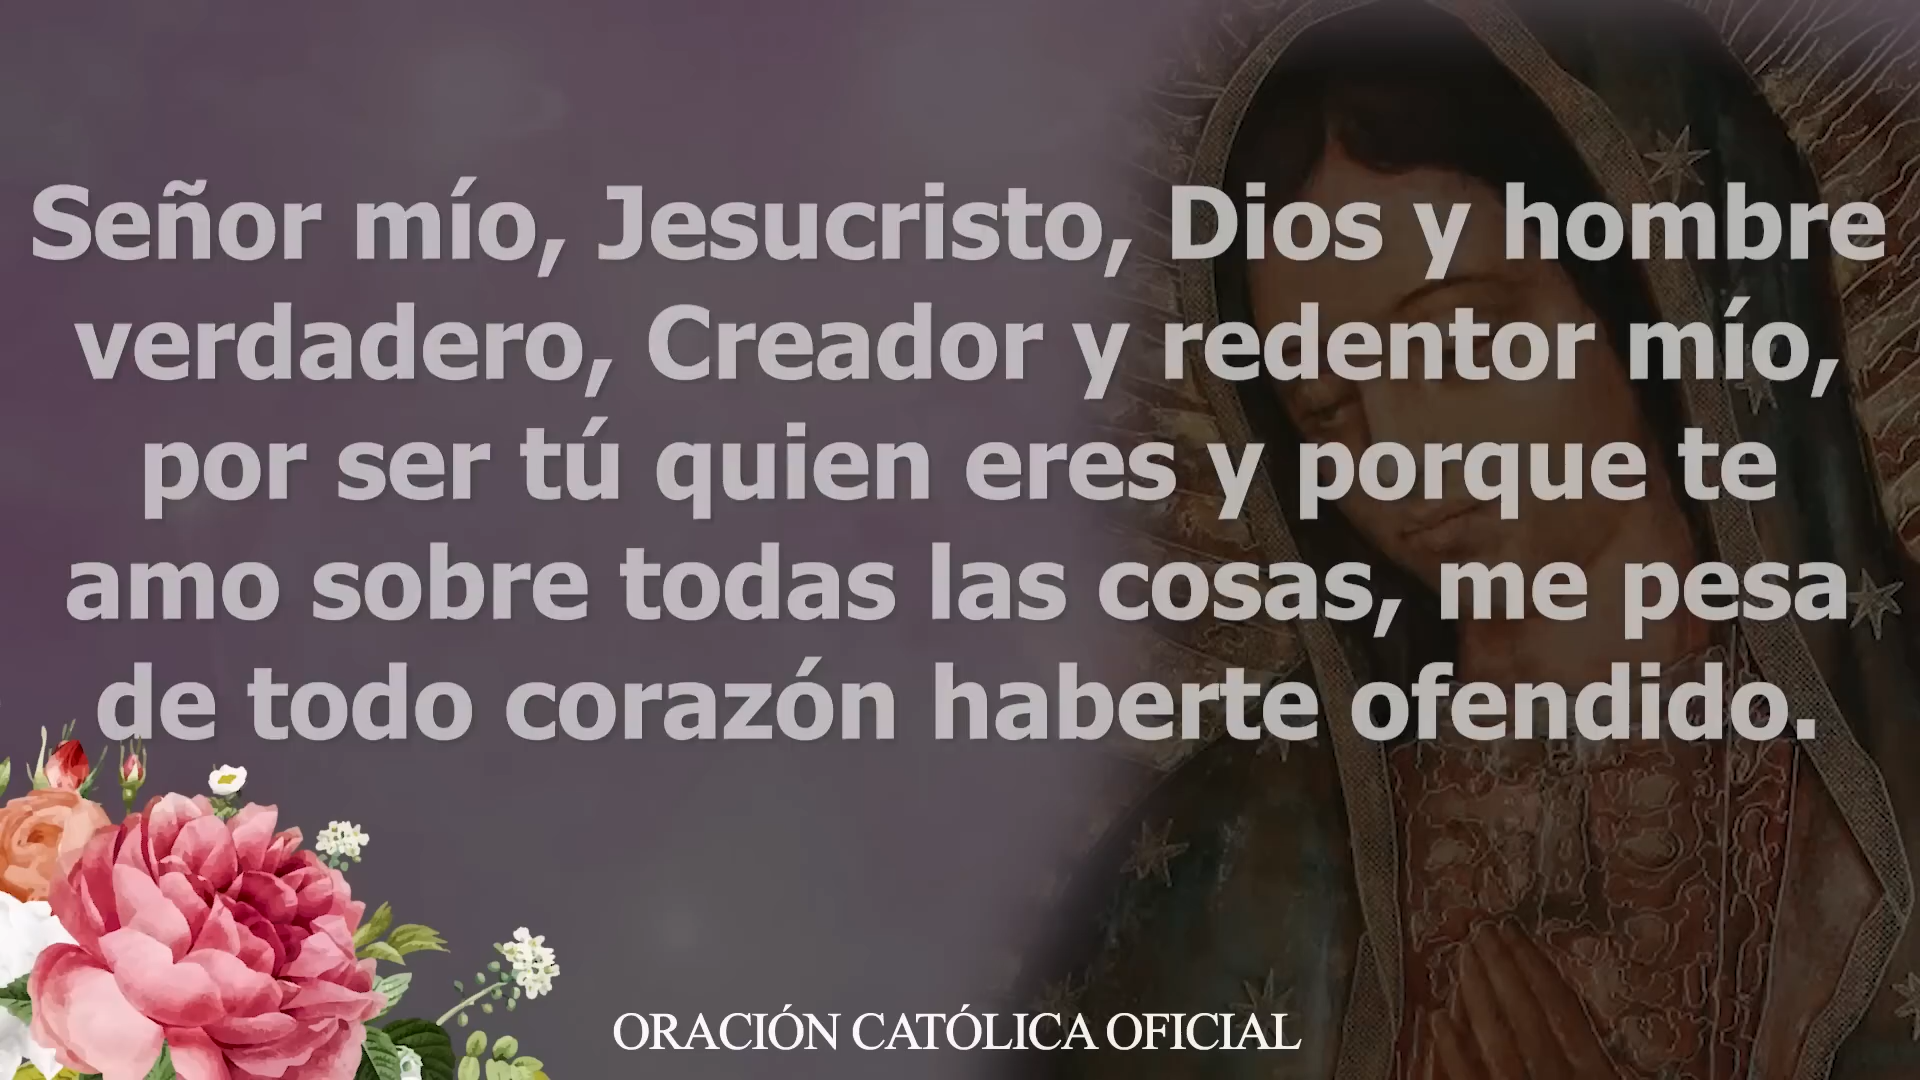 Señor mío, Jesucristo, Dios y hombre
verdadero, Creador y redentor mío,
por ser tú quien eres y porque te
amo sobre todas las cosas, me pesa
de todo corazón haberte ofendido.
ORACIÓN CATÓLICA OFICIAL